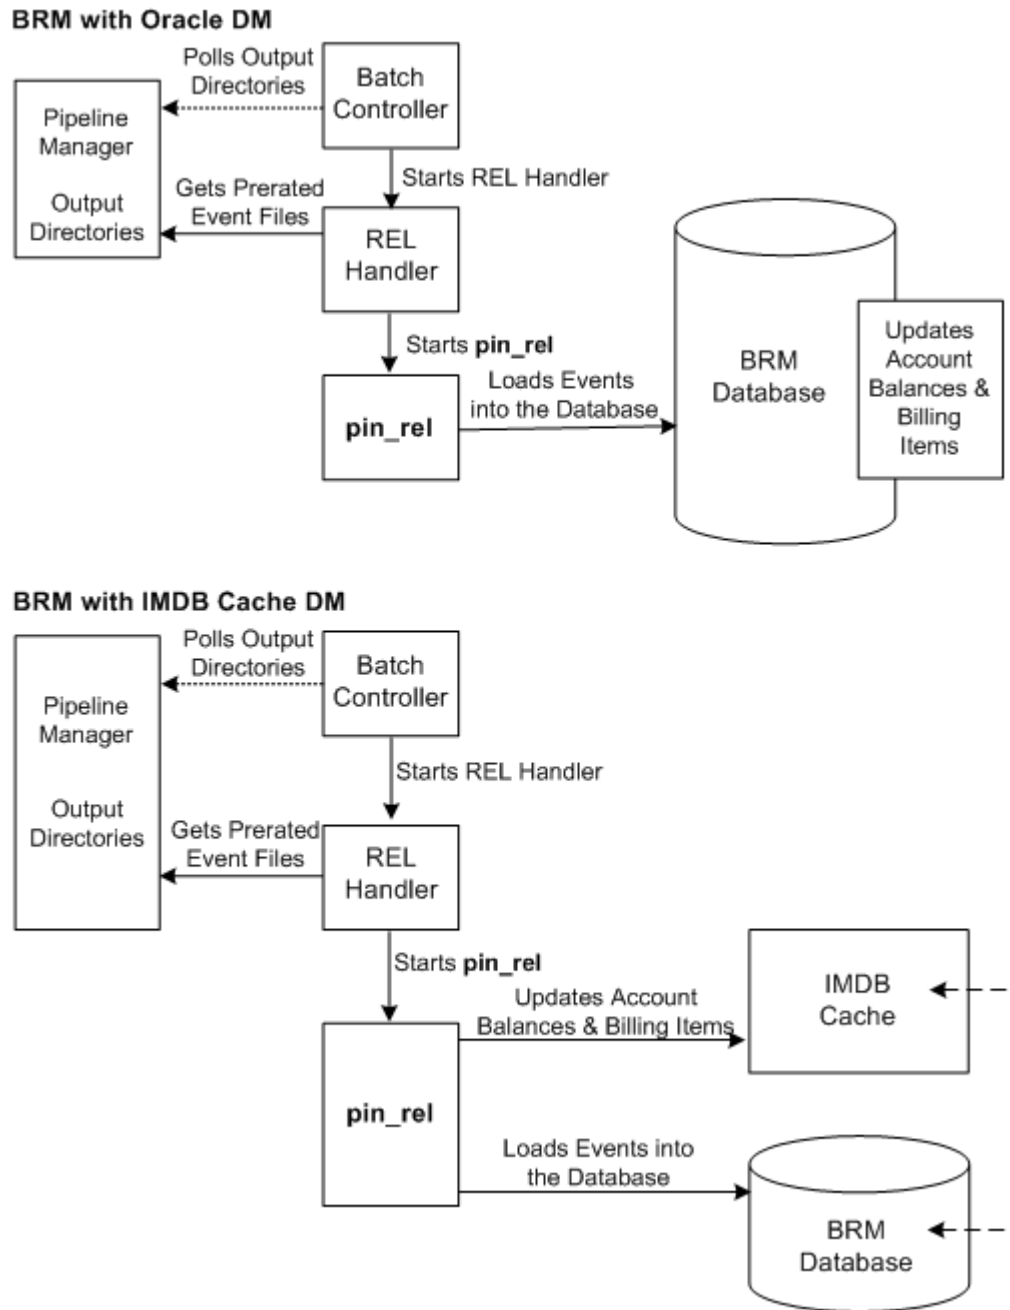 BRM with Oracle DM
Polls Output
Directories
Batch
Controller
Pipeline
Manager
Output
Directories
Starts REL Handler
Gets Prerated
Event Files
REL
Handler
Starts pin_rel
pin_rel
Loads Events
into the Database
BRM
Database
Updates
Account
Balances &
Billing
Items
BRM with IMDB Cache DM
Polls Output
Directories
Batch
Controller
Pipeline
Manager
Output
Directories
Starts REL Handler
Gets Prerated
Event Files
REL
Handler
Starts pin_rel
Updates Account
Balances & Billing Items
IMDB
Cache
pin_rel
Loads Events into
the Database
BRM
Database